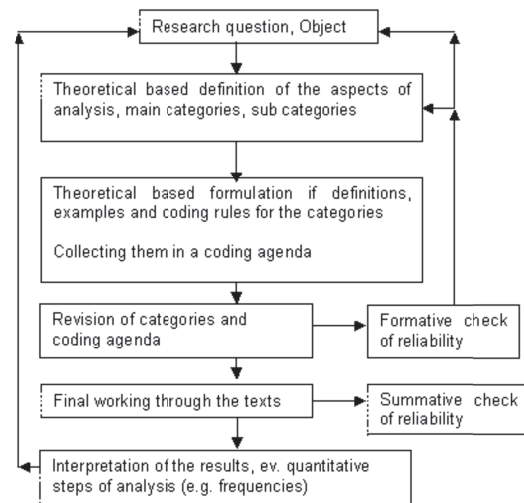 Research question, Object
Theoretical based definition of the aspects of
analysis, main categories, sub categories
Theoretical based formulation if definitions,
examples and coding rules for the categories
Collecting them in a coding agenda
Revision of categories and
coding agenda
Formative check
of reliability
Final working through the texts
Summative check
of reliability
Interpretation of the results, ev. quantitative
steps of analysis (e.g. frequencies)